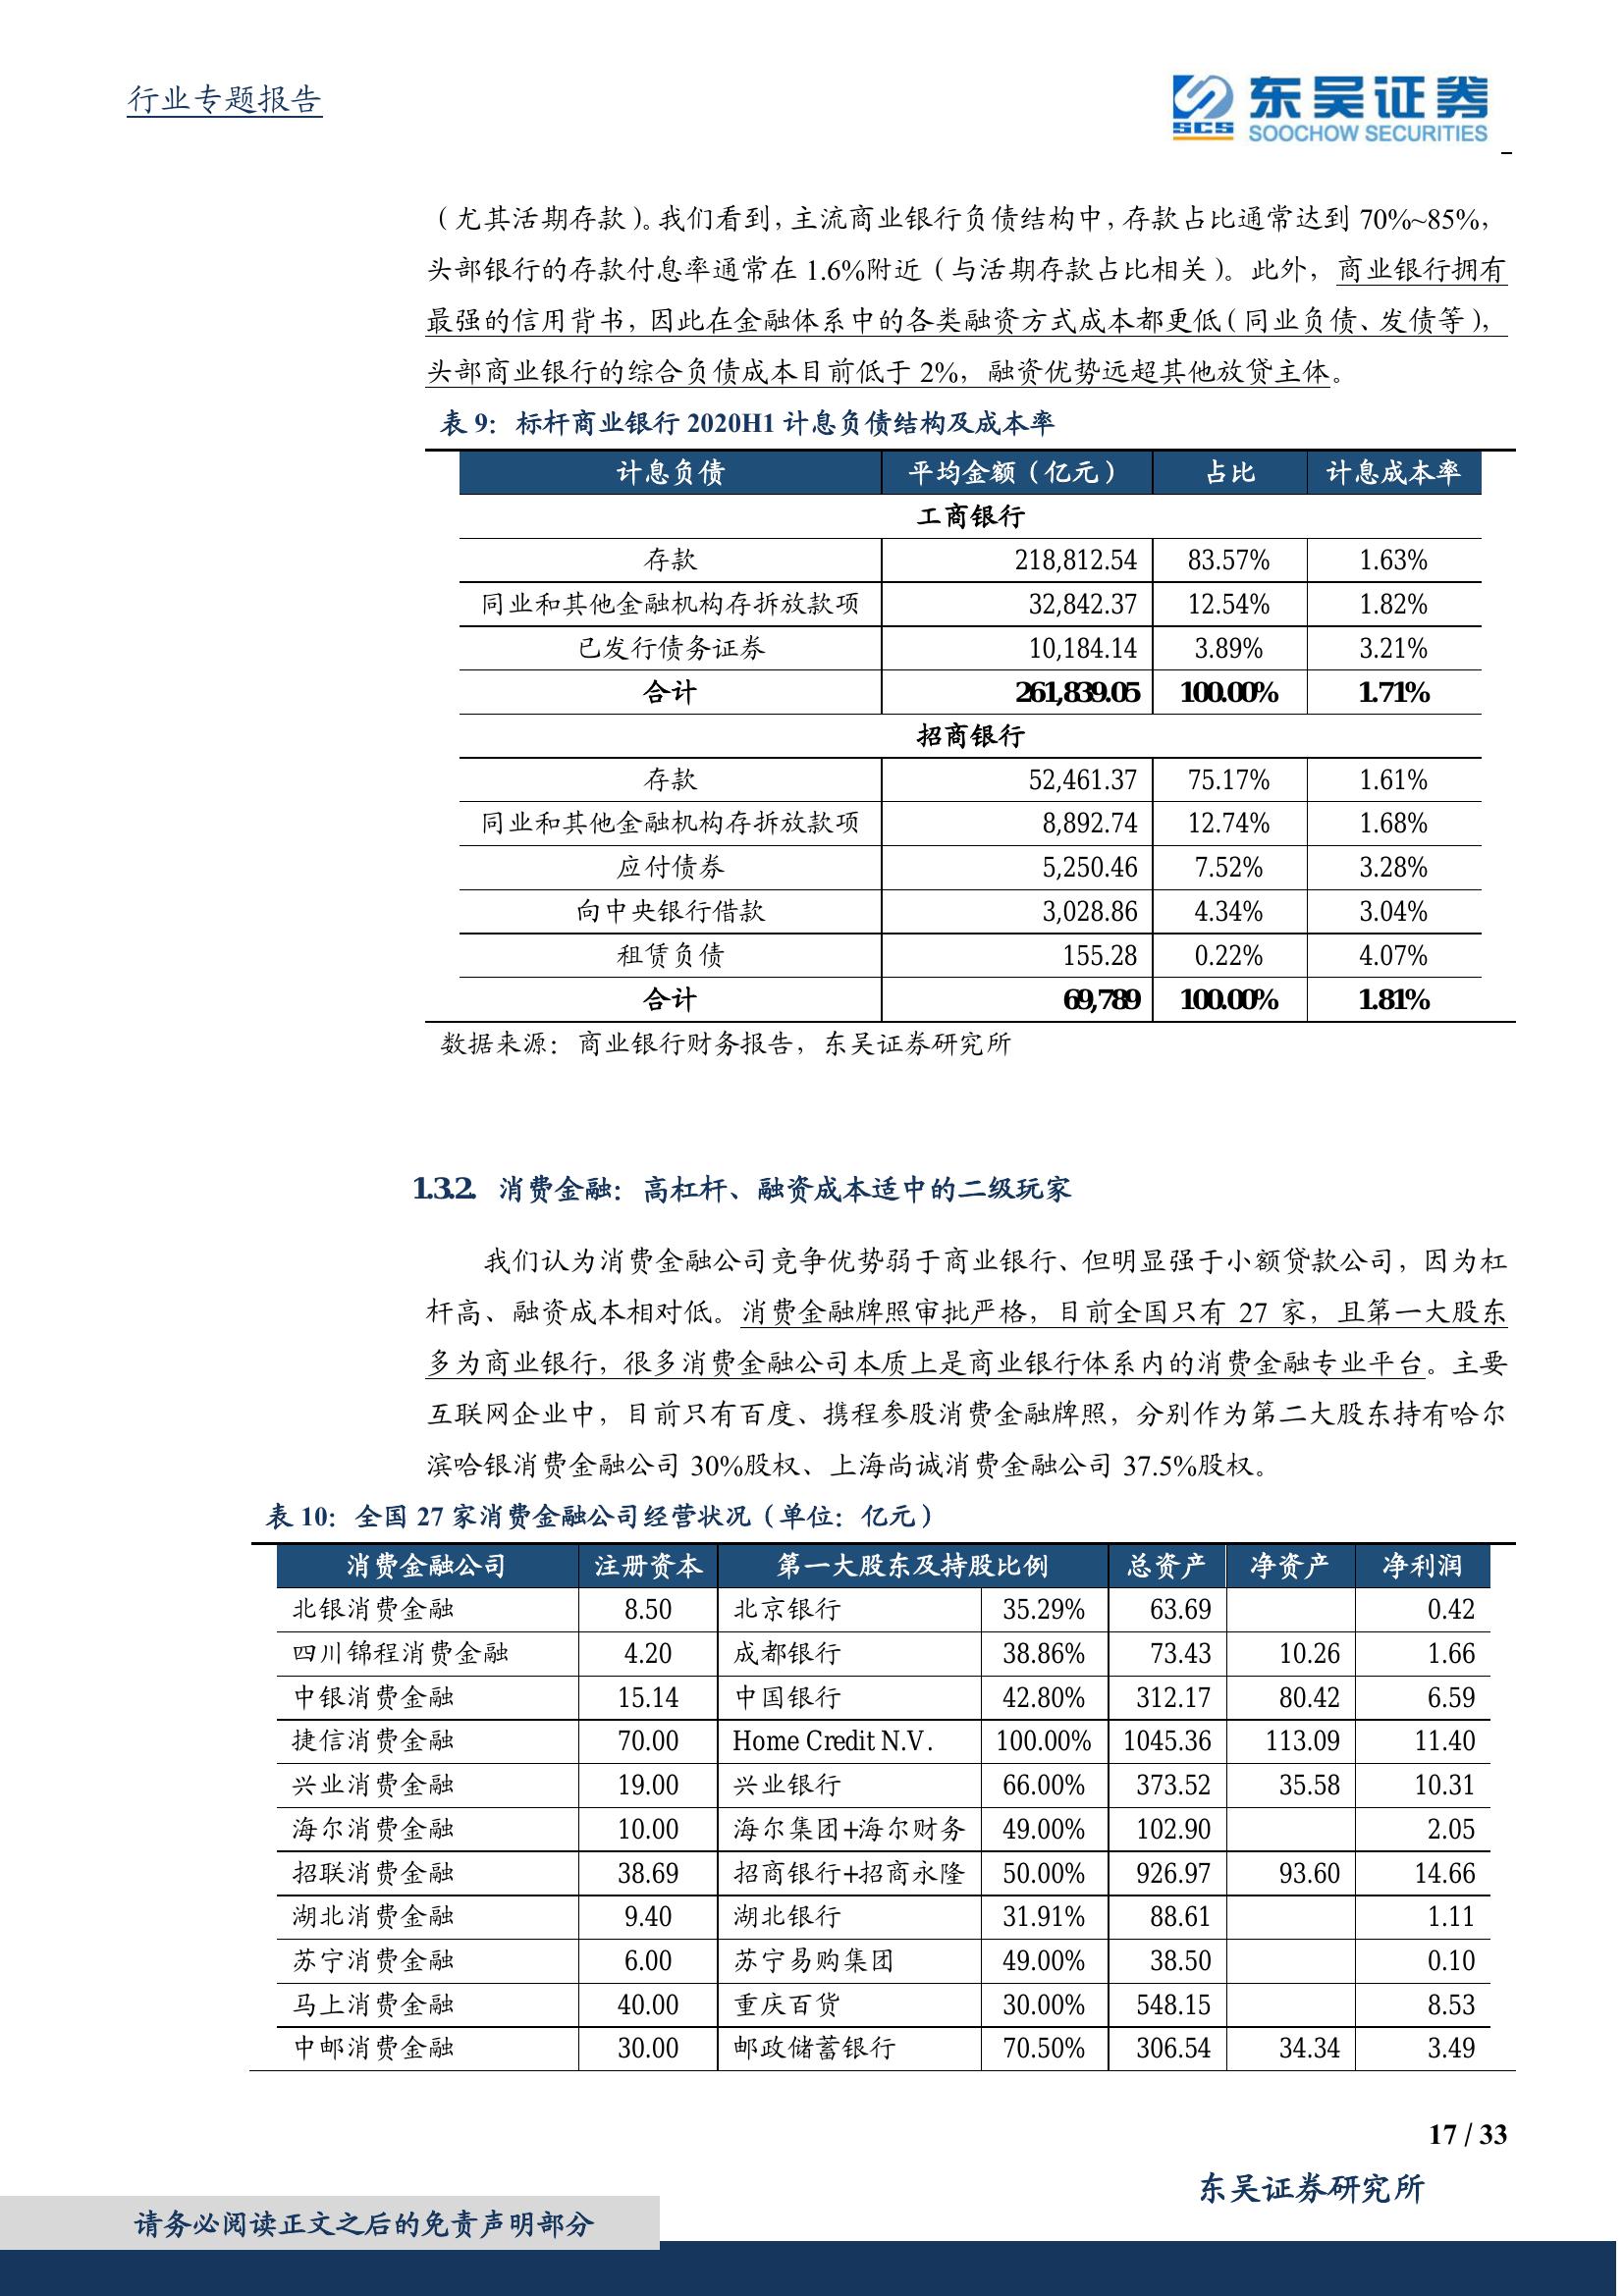 行业专题报告
东吴证券
SCS
SOOCHOW SECURITIES
（尤其活期存款）。我们看到，主流商业银行负债结构中，存款占比通常达到 70%~85%，
头部银行的存款付息率通常在 1.6%附近（与活期存款占比相关）。此外，商业银行拥有
最强的信用背书，因此在金融体系中的各类融资方式成本都更低（同业负债、发债等），
头部商业银行的综合负债成本目前低于 2%，融资优势远超其他放贷主体。
表 9：标杆商业银行 2020H1 计息负债结构及成本率
计息负债 平均金额（亿元） 占比 计息成本率
工商银行
存款 218,812.54 83.57% 1.63%
同业和其他金融机构存拆放款项 32,842.37 12.54% 1.82%
已发行债务证券 10,184.14 3.89% 3.21%
合计 261,839.05 100.00% 1.71%
招商银行
存款 52,461.37 75.17% 1.61%
同业和其他金融机构存拆放款项 8,892.74 12.74% 1.68%
应付债券 5,250.46 7.52% 3.28%
向中央银行借款 3,028.86 4.34% 3.04%
租赁负债 155.28 0.22% 4.07%
合计 69,789 100.00% 1.81%
数据来源：商业银行财务报告，东吴证券研究所
1.3.2. 消费金融：高杠杆、融资成本适中的二级玩家
我们认为消费金融公司竞争优势弱于商业银行、但明显强于小额贷款公司，因为杠
杆高、融资成本相对低。消费金融牌照审批严格，目前全国只有 27 家，且第一大股东
多为商业银行，很多消费金融公司本质上是商业银行体系内的消费金融专业平台。主要
互联网企业中，目前只有百度、携程参股消费金融牌照，分别作为第二大股东持有哈尔
滨哈银消费金融公司 30%股权、上海尚诚消费金融公司 37.5%股权。
表 10：全国 27 家消费金融公司经营状况（单位：亿元）
消费金融公司 注册资本 第一大股东及持股比例 总资产 净资产 净利润
北银消费金融 8.50 北京银行 35.29% 63.69 0.42
四川锦程消费金融 4.20 成都银行 38.86% 73.43 10.26 1.66
中银消费金融 15.14 中国银行 42.80% 312.17 80.42 6.59
捷信消费金融 70.00 Home Credit N.V. 100.00% 1045.36 113.09 11.40
兴业消费金融 19.00 兴业银行 66.00% 373.52 35.58 10.31
海尔消费金融 10.00 海尔集团+海尔财务 49.00% 102.90 2.05
招联消费金融 38.69 招商银行+招商永隆 50.00% 926.97 93.60 14.66
湖北消费金融 9.40 湖北银行 31.91% 88.61 1.11
苏宁消费金融 6.00 苏宁易购集团 49.00% 38.50 0.10
马上消费金融 40.00 重庆百货 30.00% 548.15 8.53
中邮消费金融 30.00 邮政储蓄银行 70.50% 306.54 34.34 3.49
17 / 33
东吴证券研究所
请务必阅读正文之后的免责声明部分